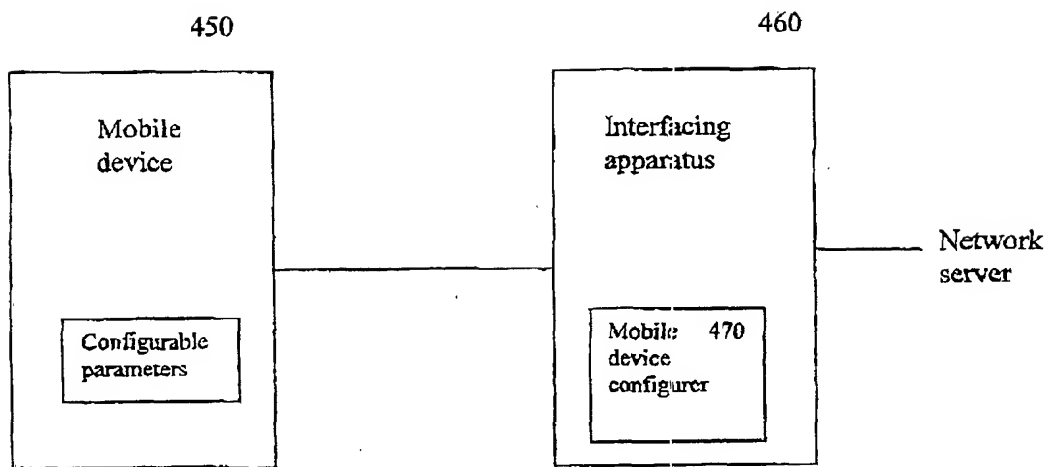 450
460
Mobile
device
Interfacing
apparatus
Network
server
Configurable
parameters
Mobile 470
device
configurer